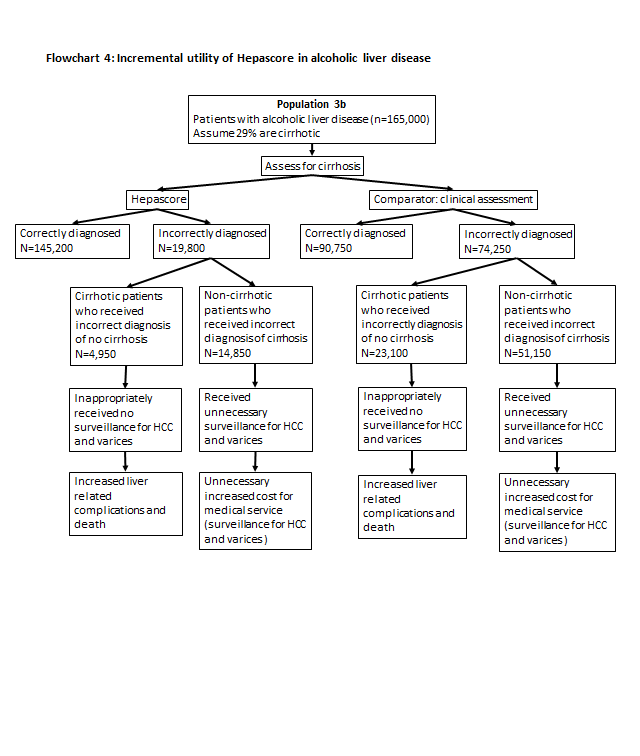 Flowchart 4: Incremental utility of Hepascore in alcoholic liver disease
Population 3b
Patients with alcoholic liver disease (n=165,000)
Assume 29% are cirrhotic
Assess for cirrhosis
Hepascore
Comparator: clinical assessment
Correctly diagnosed
N=145,200
Incorrectly diagnosed
N=19,800
Correctly diagnosed
N=90,750
Incorrectly diagnosed
N=74,250
Cirrhotic patients
who received
incorrect diagnosis
of no cirrhosis
N=4,950
Non-cirrhotic
patients who
received incorrect
diagnosis of cirrhosis
N=14,850
Cirrhotic patients
who received
incorrectly diagnosis
of no cirrhosis
N=23,100
Non-cirrhotic
patients who
received incorrect
diagnosis of cirrhosis
N=51,150
Inappropriately
received no
surveillance for HCC
and varices
Received
unnecessary
surveillance for HCC
and varices
Inappropriately
received no
surveillance for HCC
and varices
Received
unnecessary
surveillance for HCC
and varices
Increased liver
related
complications and
death
Unnecessary
increased cost for
medical service
(surveillance for HCC
and varices)
Increased liver
related
complications and
death
Unnecessary
increased cost for
medical service
(surveillance for HCC
and varices)